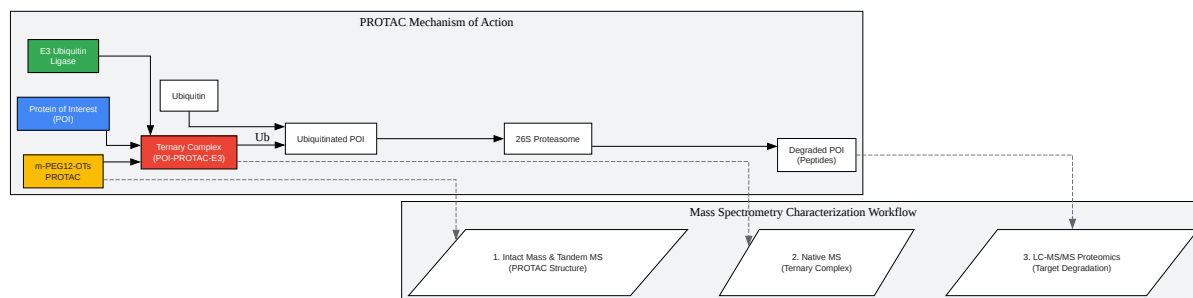 PROTAC Mechanism of Action
E3 Ubiquitin
Ligase
Ubiquitin
Protein of Interest
(POI)
Ternary Complex
(POI-PROTAC-E3)
Ub
Ubiquitinated POI
26S Proteasome
Degraded POI
(Peptides)
m-PEG12-OTs
PROTAC
Mass Spectrometry Characterization Workflow
1. Intact Mass & Tandem MS
(PROTAC Structure)
2. Native MS
(Ternary Complex)
3. LC-MS/MS Proteomics
(Target Degradation)